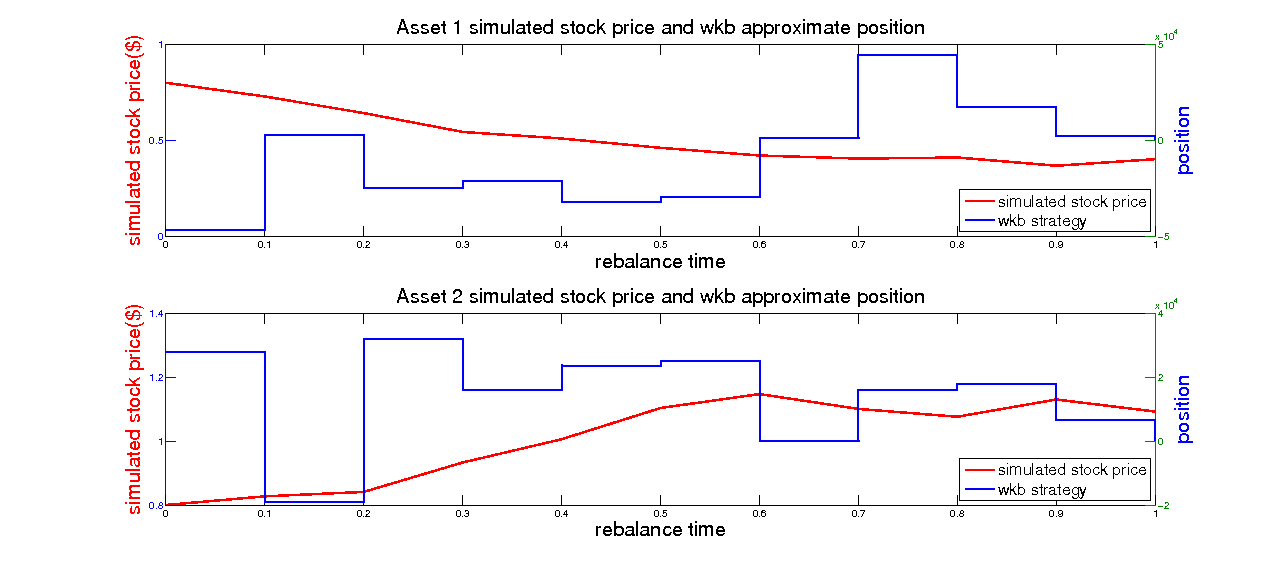 Asset 1 simulated stock price and wkb approximate position
x 10^4
1
5
simulated stock price($)
0.5
0
position
simulated stock price
wkb strategy
0
-5
0 0.1 0.2 0.3 0.4 0.5 0.6 0.7 0.8 0.9 1
rebalance time
Asset 2 simulated stock price and wkb approximate position
x 10^4
1.4
4
simulated stock price($)
1.2
2
position
1
0
simulated stock price
wkb strategy
0.8
-2
0 0.1 0.2 0.3 0.4 0.5 0.6 0.7 0.8 0.9 1
rebalance time